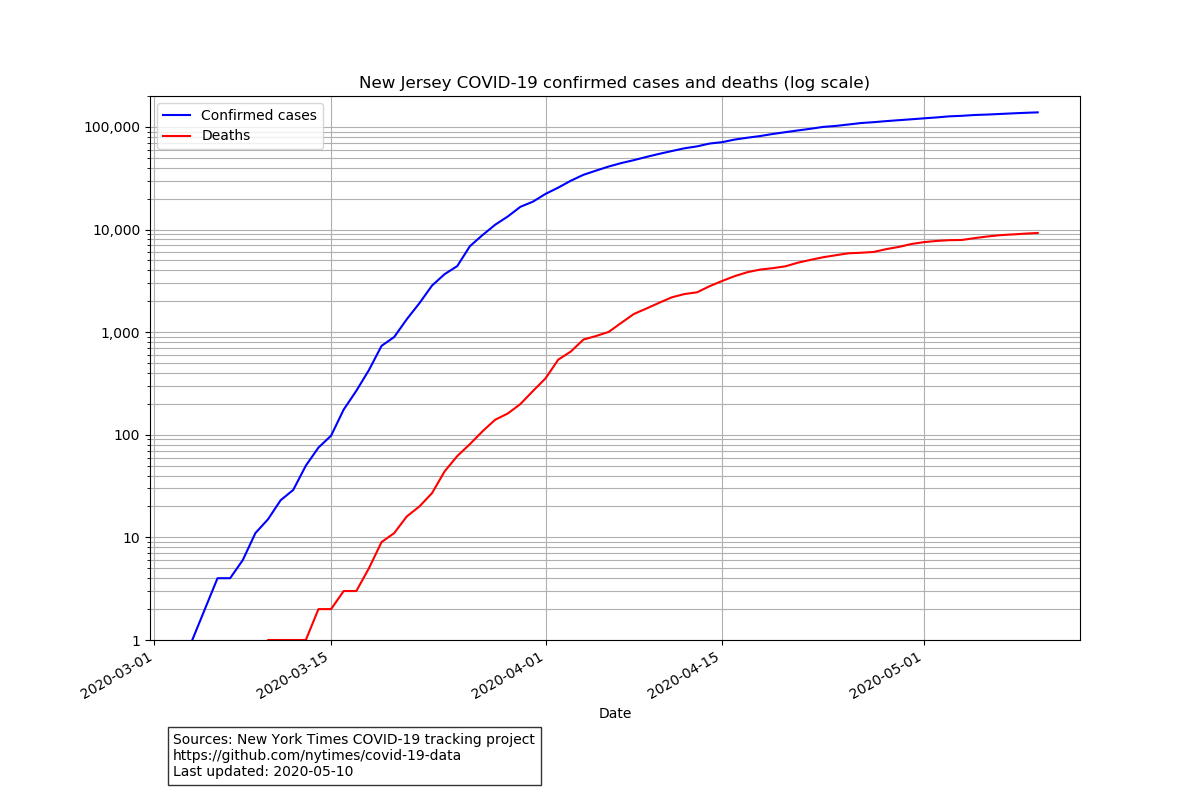 New Jersey COVID-19 confirmed cases and deaths (log scale)
Confirmed cases
Deaths
100,000
10,000
1,000
100
10
1
2020-03-01
2020-03-15
2020-04-01
2020-04-15
2020-05-01
Date
Sources: New York Times COVID-19 tracking project
https://github.com/nytimes/covid-19-data
Last updated: 2020-05-10